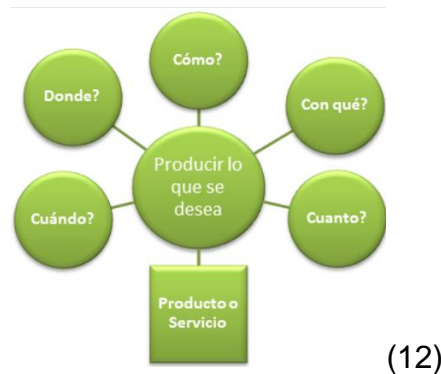 Cómo?
Donde?
Con qué?
Producir lo
que se
desea
Cuándo?
Cuanto?
Producto o
Servicio
(12)